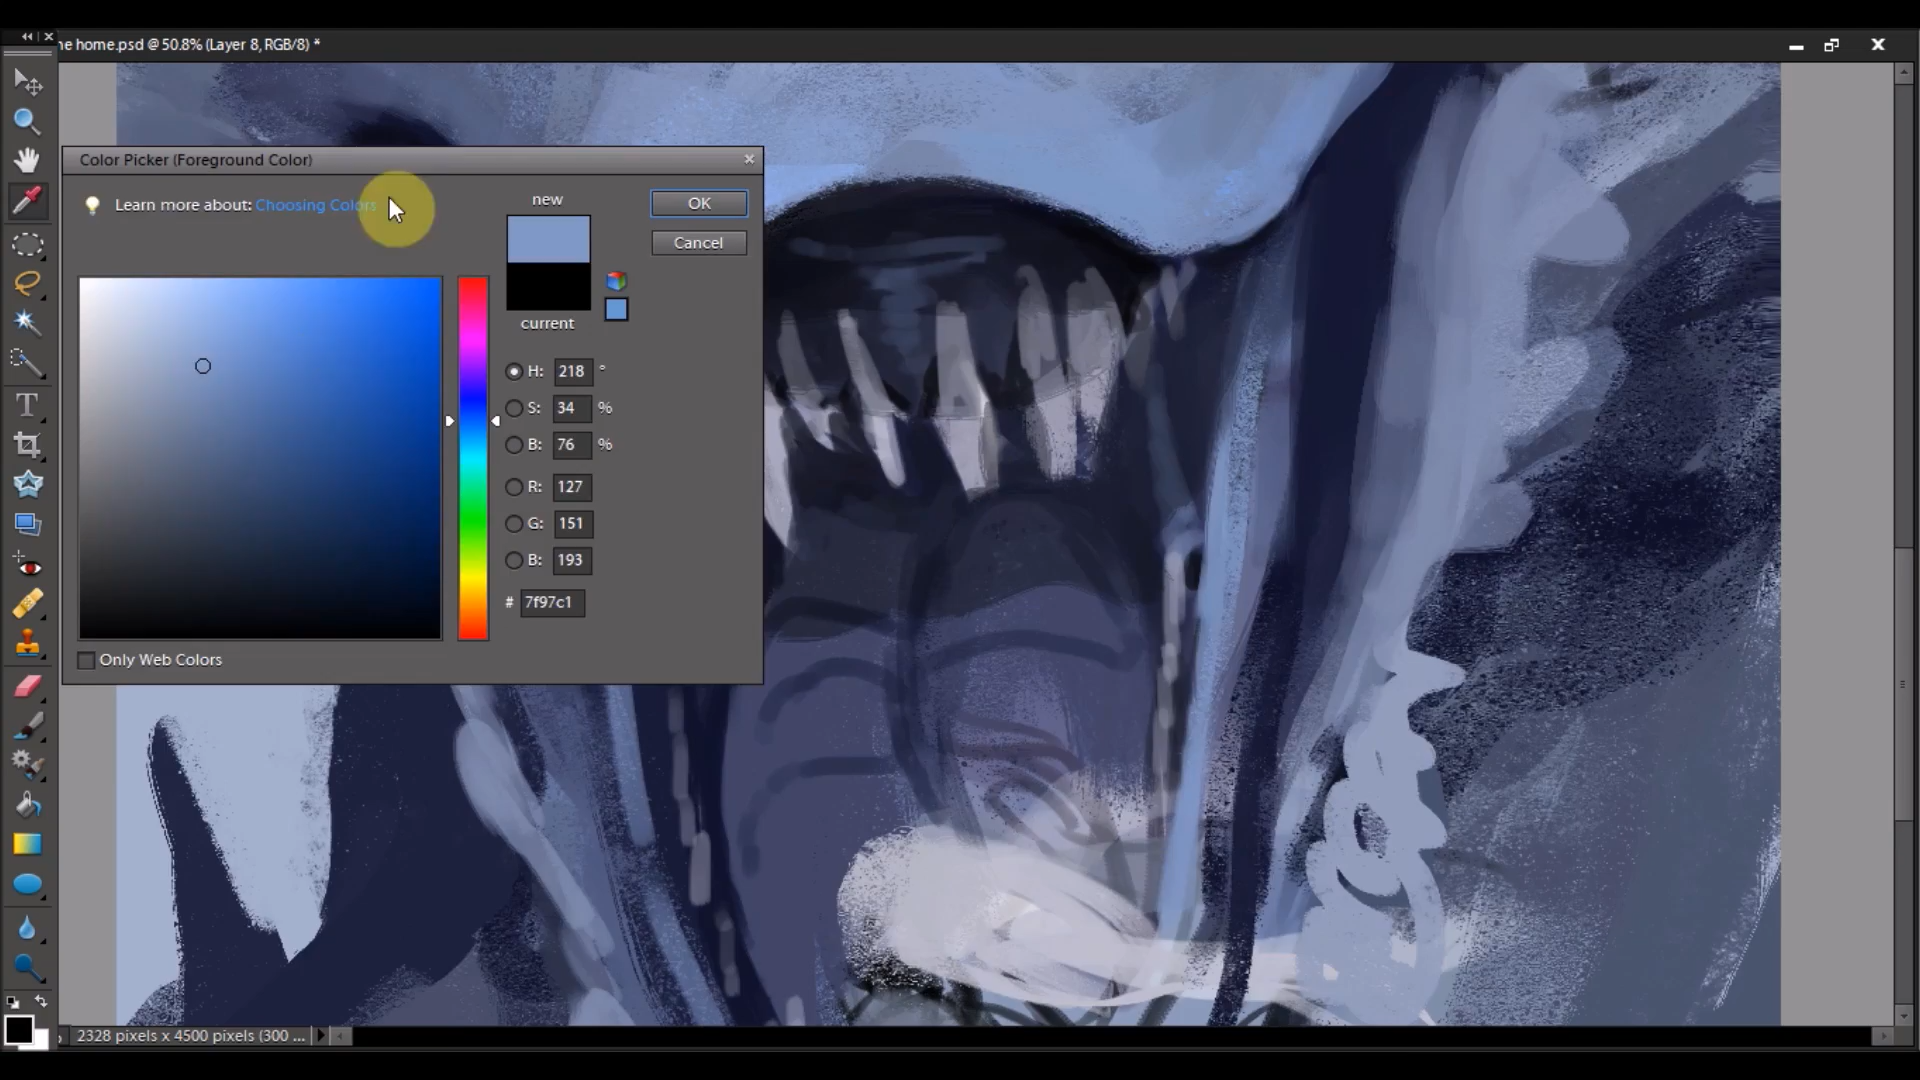 ne home.psd @ 50.8% (Layer 8, RGB/8) *
Color Picker (Foreground Color)
Learn more about: Choosing Colors
new
OK
Cancel
current
H: 218 °
S: 34 %
B: 76 %
R: 127
G: 151
B: 193
# 7f97c1
Only Web Colors
T
2328 pixels x 4500 pixels (300 ...